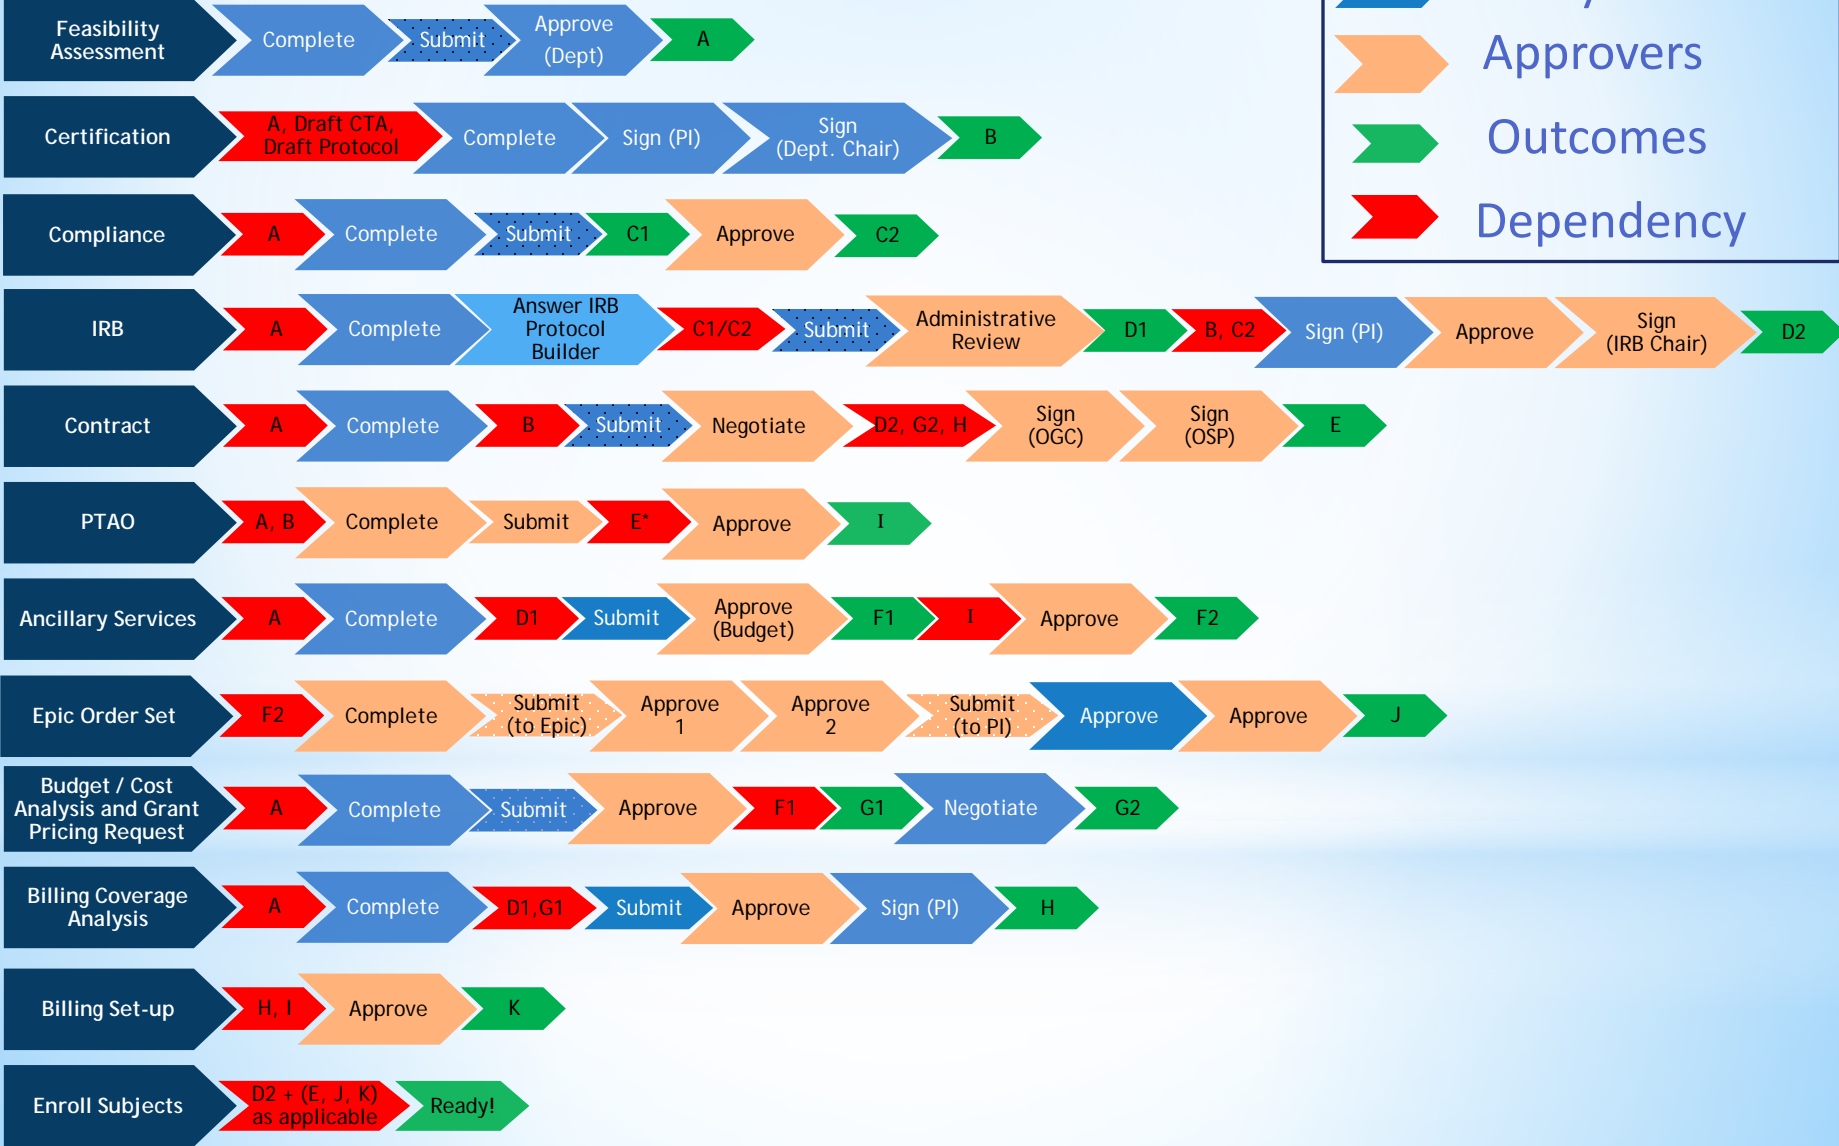 Feasibility
Assessment
Complete
Submit
Approve
(Dept)
A
Approvers
Outcomes
Dependency
Certification
A, Draft CTA,
Draft Protocol
Complete
Sign (PI)
Sign
(Dept. Chair)
B
Compliance
A
Complete
Submit
C1
Approve
C2
IRB
A
Complete
Answer IRB
Protocol
Builder
C1/C2
Submit
Administrative
Review
D1
B, C2
Sign (PI)
Approve
Sign
(IRB Chair)
D2
Contract
A
Complete
B
Submit
Negotiate
D2, G2, H
Sign
(OGC)
Sign
(OSP)
E
PTAO
A, B
Complete
Submit
E*
Approve
I
Ancillary Services
A
Complete
D1
Submit
Approve
(Budget)
F1
I
Approve
F2
Epic Order Set
F2
Complete
Submit
(to Epic)
Approve
1
Approve
2
Submit
(to PI)
Approve
Approve
J
Budget / Cost
Analysis and Grant
Pricing Request
A
Complete
Submit
Approve
F1
G1
Negotiate
G2
Billing Coverage
Analysis
A
Complete
D1,G1
Submit
Approve
Sign (PI)
H
Billing Set-up
H, I
Approve
K
Enroll Subjects
D2 + (E, J, K)
as applicable
Ready!